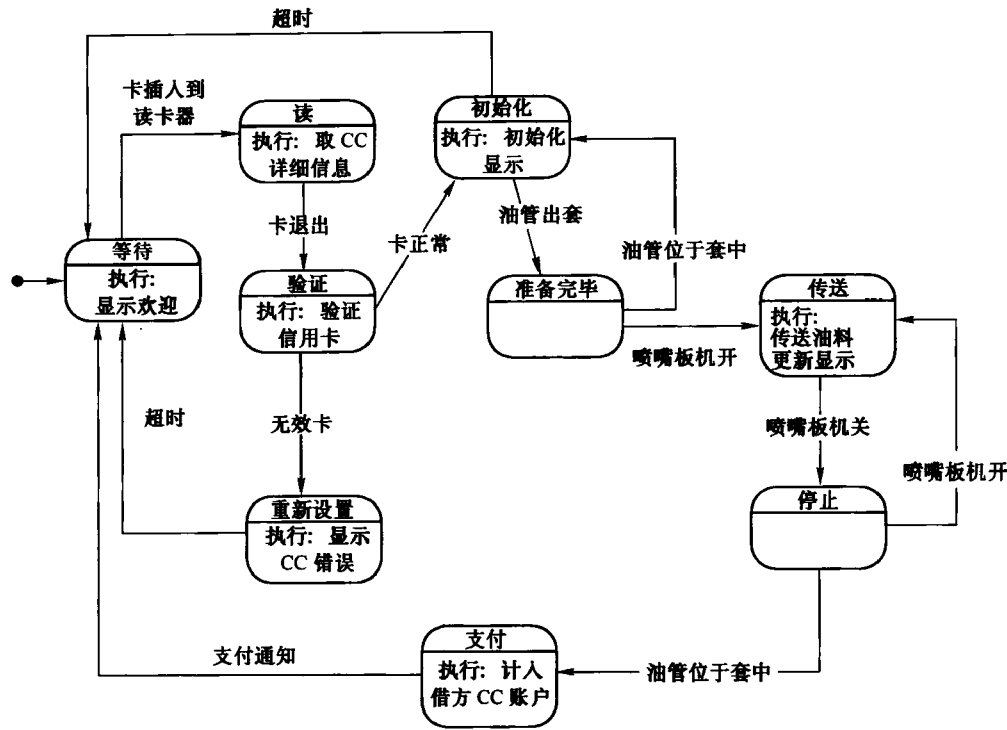 超时
卡插入到
读卡器
读
执行: 取 CC
详细信息
初始化
执行: 初始化
显示
卡退出
卡正常
油管出套
油管位于套中
等待
执行:
显示欢迎
验证
执行: 验证
信用卡
准备完毕
传送
执行:
传送油料
更新显示
喷嘴板机开
超时
无效卡
喷嘴板机关
喷嘴板机开
重新设置
执行: 显示
CC 错误
停止
支付通知
支付
执行: 计入
借方 CC 账户
油管位于套中